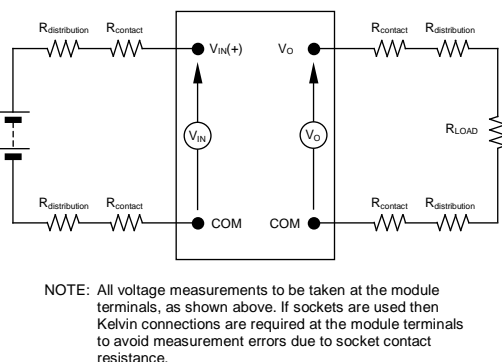 Rdistribution Rcontact Rcontact Rdistribution
VIN(+) VO
VIN VO RLOAD
Rdistribution Rcontact Rcontact Rdistribution
COM COM
NOTE: All voltage measurements to be taken at the module
terminals, as shown above. If sockets are used then
Kelvin connections are required at the module terminals
to avoid measurement errors due to socket contact
resistance.